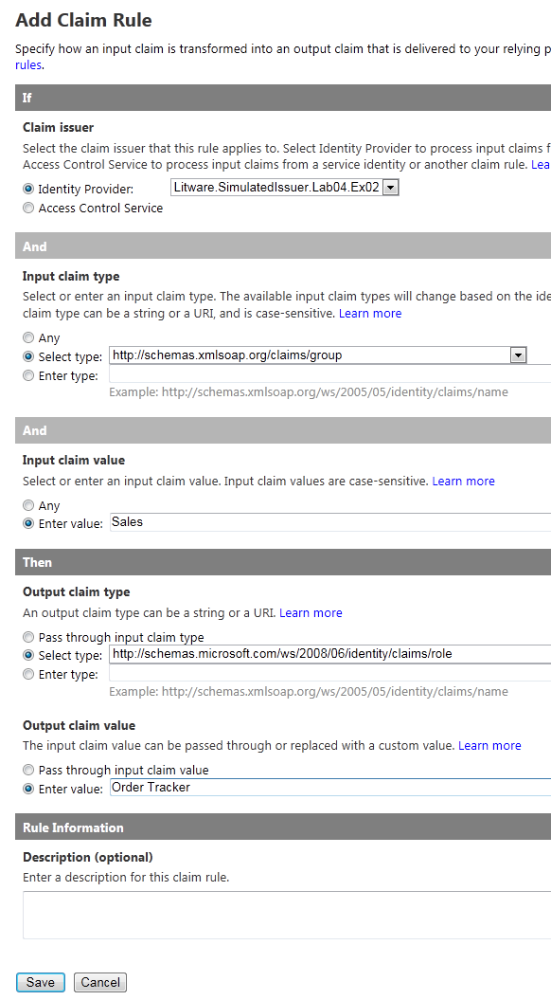 Add Claim Rule
Specify how an input claim is transformed into an output claim that is delivered to your relying p
rules.
If
Claim issuer
Select the claim issuer that this rule applies to. Select Identity Provider to process input claims f
Access Control Service to process input claims from a service identity or another claim rule. Lea
Identity Provider: Litware.SimulatedIssuer.Lab04.Ex02
Access Control Service
And
Input claim type
Select or enter an input claim type. The available input claim types will change based on the ide
claim type can be a string or a URI, and is case-sensitive. Learn more
Any
Select type: http://schemas.xmlsoap.org/claims/group
Enter type:
Example: http://schemas.xmlsoap.org/ws/2005/05/identity/claims/name
And
Input claim value
Select or enter an input claim value. Input claim values are case-sensitive. Learn more
Any
Enter value: Sales
Then
Output claim type
An output claim type can be a string or a URI. Learn more
Pass through input claim type
Select type: http://schemas.microsoft.com/ws/2008/06/identity/claims/role
Enter type:
Example: http://schemas.xmlsoap.org/ws/2005/05/identity/claims/name
Output claim value
The input claim value can be passed through or replaced with a custom value. Learn more
Pass through input claim value
Enter value: Order Tracker
Rule Information
Description (optional)
Enter a description for this claim rule.
Save Cancel